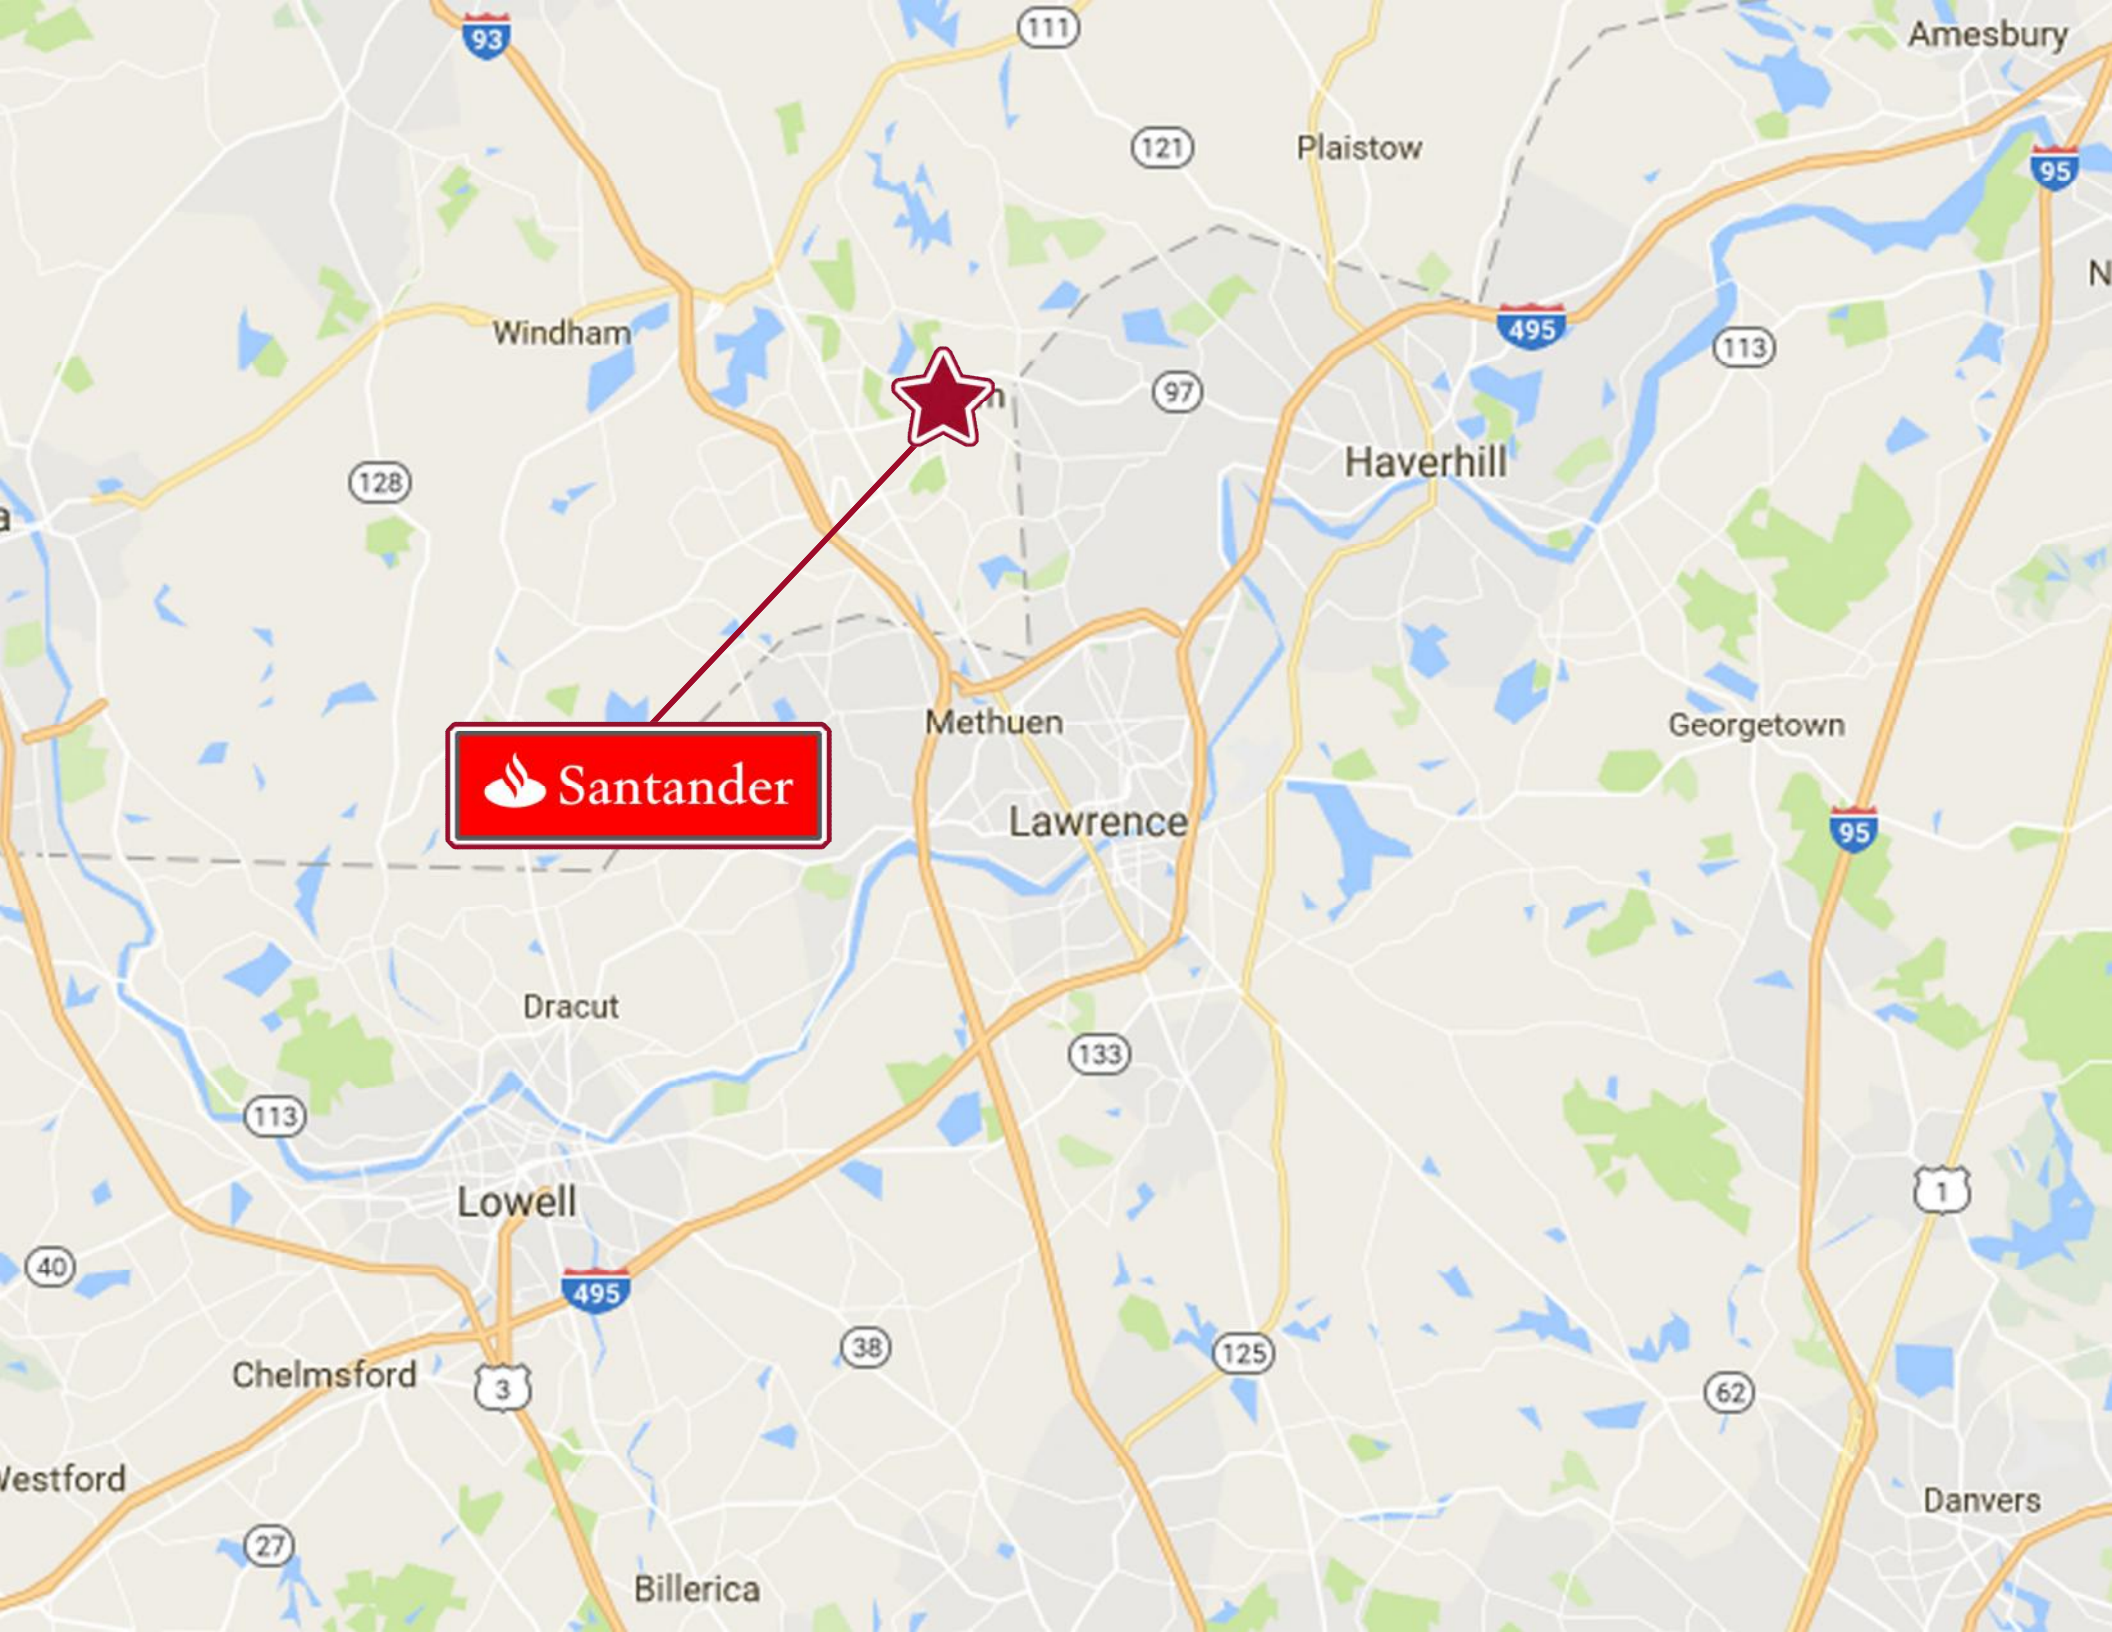 93
111
Amesbury
121
Plaistow
95
N
Windham
495
113
n
97
128
Haverhill
a
Methuen
Georgetown
Santander
Lawrence
95
Dracut
133
113
1
Lowell
40
495
38
125
Chelmsford
3
62
Westford
Danvers
27
Billerica